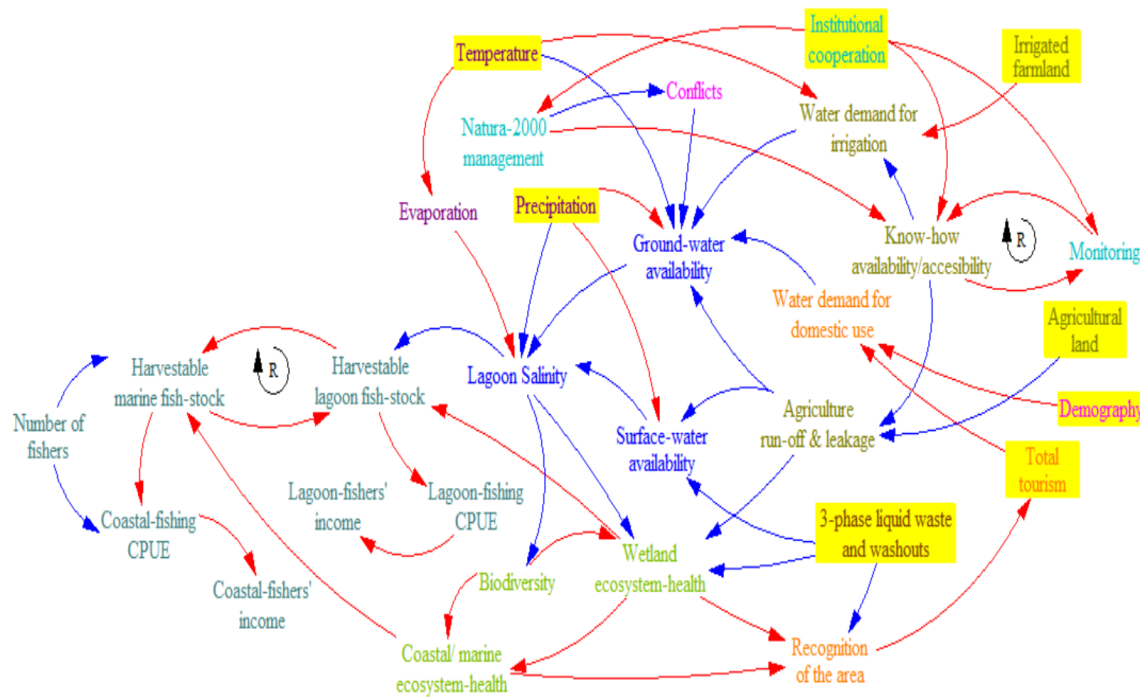 Institutional
cooperation
Irrigated
farmland
Temperature
Conflicts
Water demand for
irrigation
Natura-2000
management
Evaporation
Precipitation
Ground-water
availability
Know-how
availability/accesibility
R
Monitoring
Water demand for
domestic use
Agricultural
land
Harvestable
marine fish-stock
R
Harvestable
lagoon fish-stock
Lagoon Salinity
Demography
Number of
fishers
Surface-water
availability
Agriculture
run-off & leakage
Total
tourism
Coastal-fishing
CPUE
Lagoon-fishers'
income
Lagoon-fishing
CPUE
3-phase liquid waste
and washouts
Coastal-fishers'
income
Biodiversity
Wetland
ecosystem-health
Coastal/ marine
ecosystem-health
Recognition
of the area